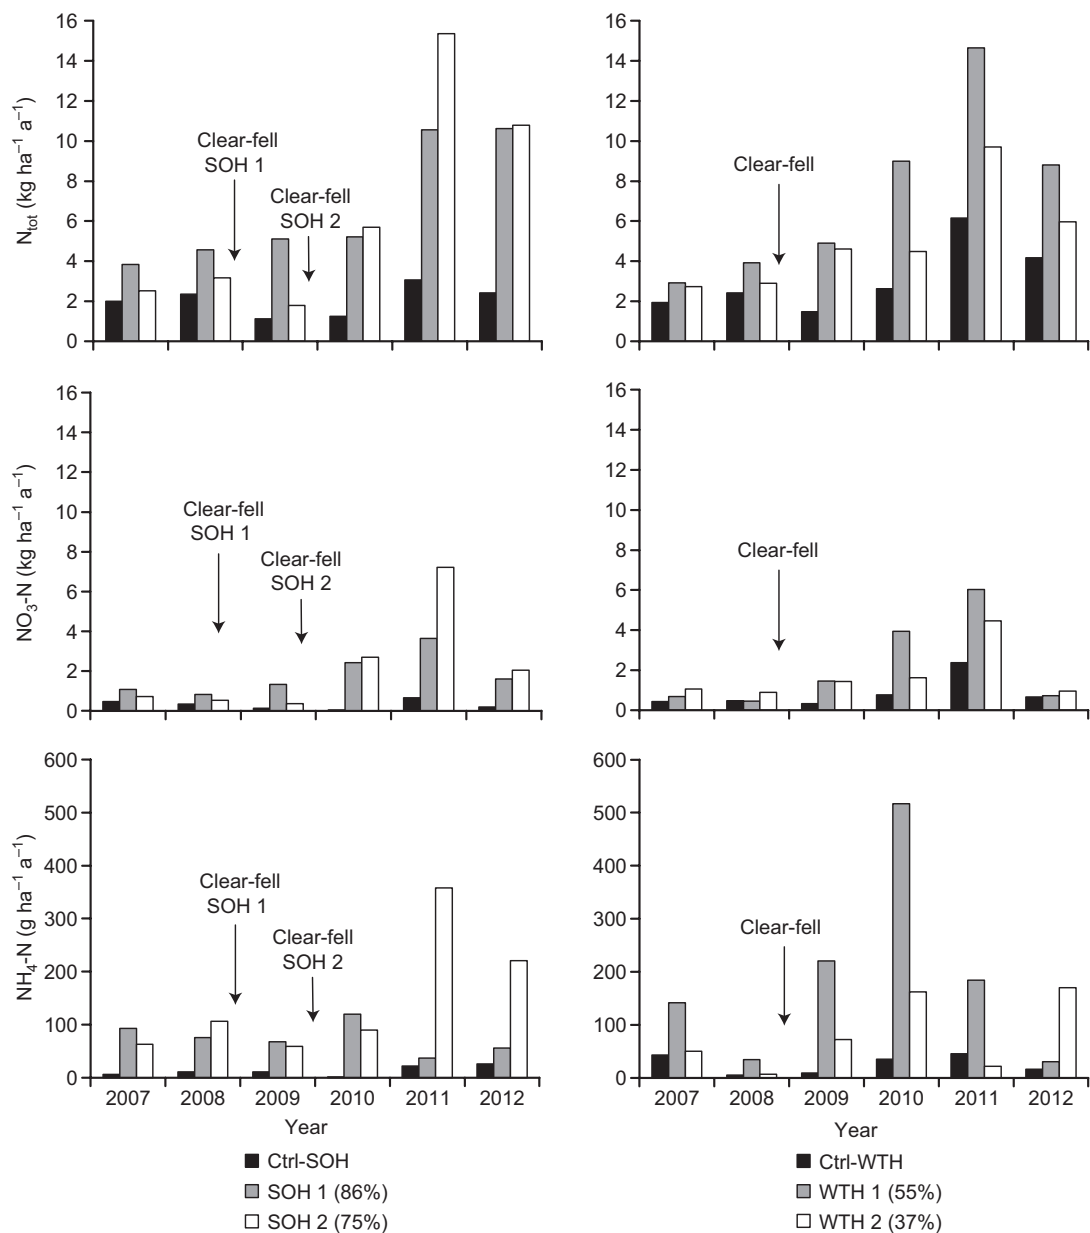 N_tot (kg ha⁻¹ a⁻¹)
16
14
12
10
8
6
4
2
0
Clear-fell
SOH 1
Clear-fell
SOH 2
16
14
12
10
8
6
4
2
0
Clear-fell
NO₃-N (kg ha⁻¹ a⁻¹)
16
14
12
10
8
6
4
2
0
Clear-fell
SOH 1
Clear-fell
SOH 2
16
14
12
10
8
6
4
2
0
Clear-fell
NH₄-N (g ha⁻¹ a⁻¹)
600
500
400
300
200
100
0
Clear-fell
SOH 1
Clear-fell
SOH 2
2007 2008 2009 2010 2011 2012
Year
Ctrl-SOH
SOH 1 (86%)
SOH 2 (75%)
600
500
400
300
200
100
0
Clear-fell
2007 2008 2009 2010 2011 2012
Year
Ctrl-WTH
WTH 1 (55%)
WTH 2 (37%)